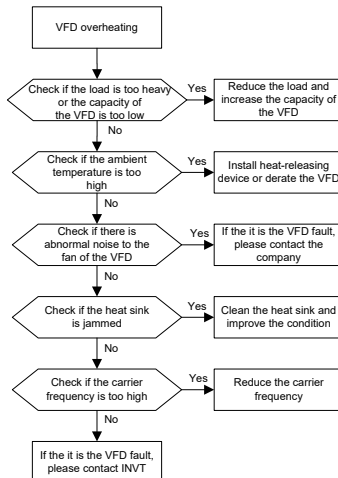 VFD overheating
Check if the load is too heavy
or the capacity of
the VFD is too low
Yes
Reduce the load and
increase the capacity of
the VFD
No
Check if the ambient
temperature is too
high
Yes
Install heat-releasing
device or derate the VFD
No
Check if there is
abnormal noise to the
fan of the VFD
Yes
If the it is the VFD fault,
please contact the
company
No
Check if the heat sink
is jammed
Yes
Clean the heat sink and
improve the condition
No
Check if the carrier
frequency is too high
Yes
Reduce the carrier
frequency
No
If the it is the VFD fault,
please contact INVT